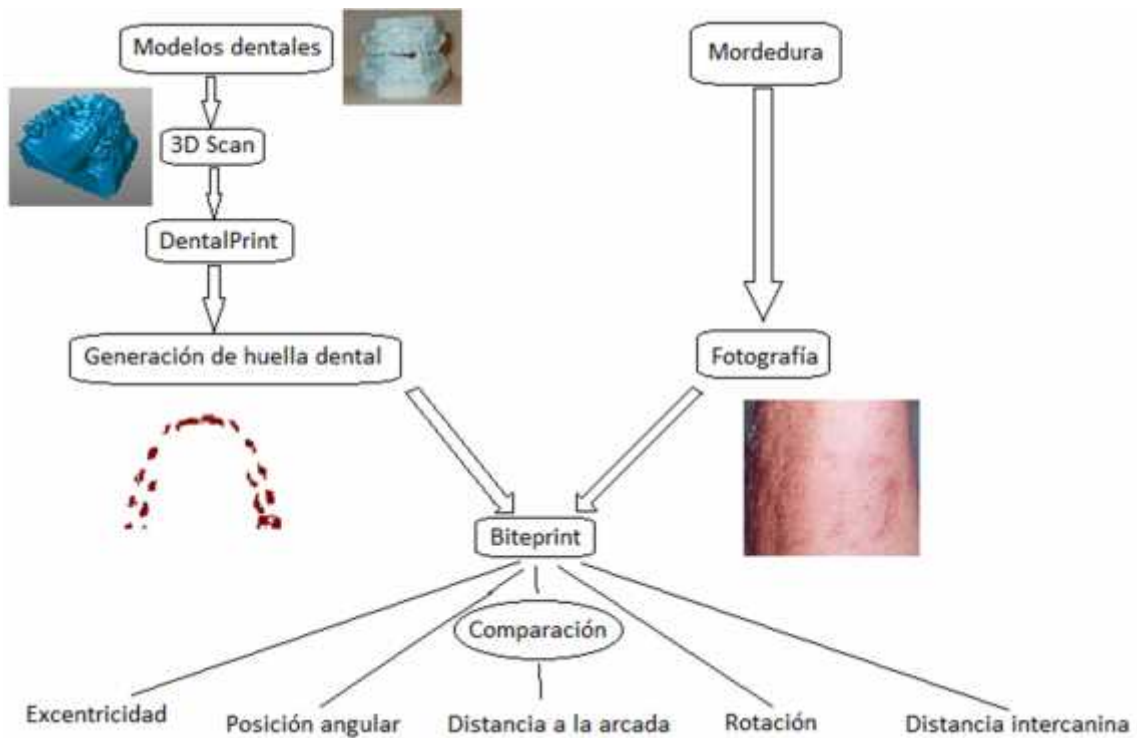 Modelos dentales
Mordedura
3D Scan
DentalPrint
Generación de huella dental
Fotografía
Biteprint
Comparación
Excentricidad
Posición angular
Distancia a la arcada
Rotación
Distancia intercanina